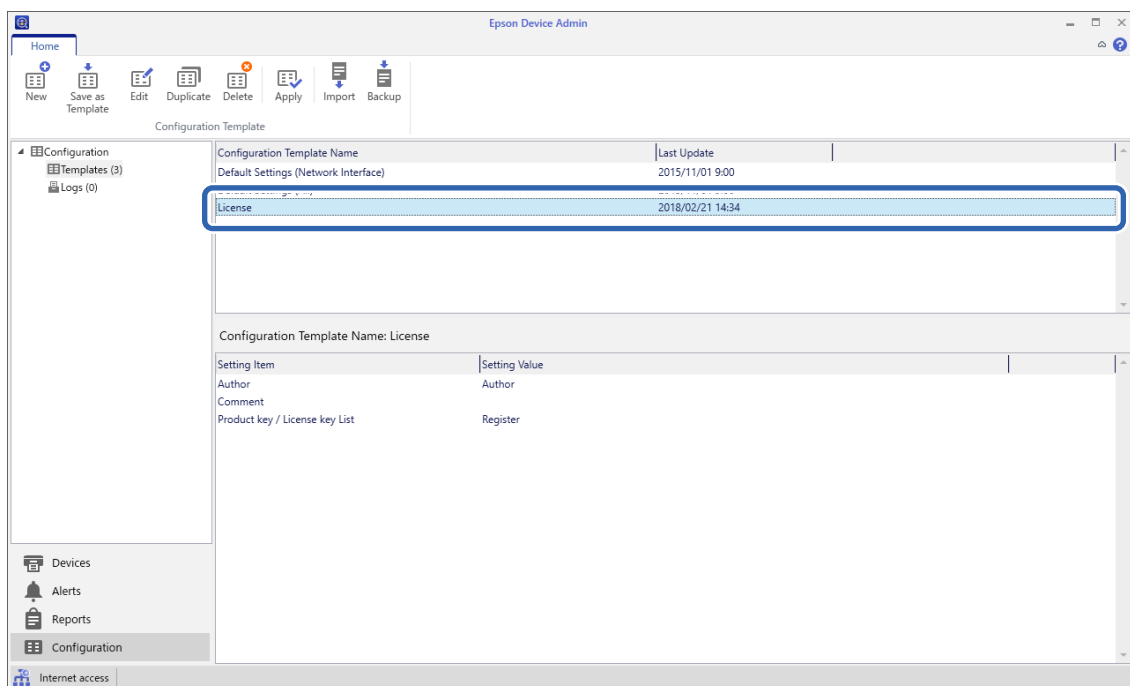 Epson Device Admin
Home
New Save as Template Edit Duplicate Delete Apply Import Backup
Configuration Template
Configuration
Templates (3)
Logs (0)
Configuration Template Name Last Update
Default Settings (Network Interface) 2015/11/01 9:00
License 2018/02/21 14:34
Configuration Template Name: License
Setting Item Setting Value
Author Author
Comment
Product key / License key List Register
Devices
Alerts
Reports
Configuration
Internet access